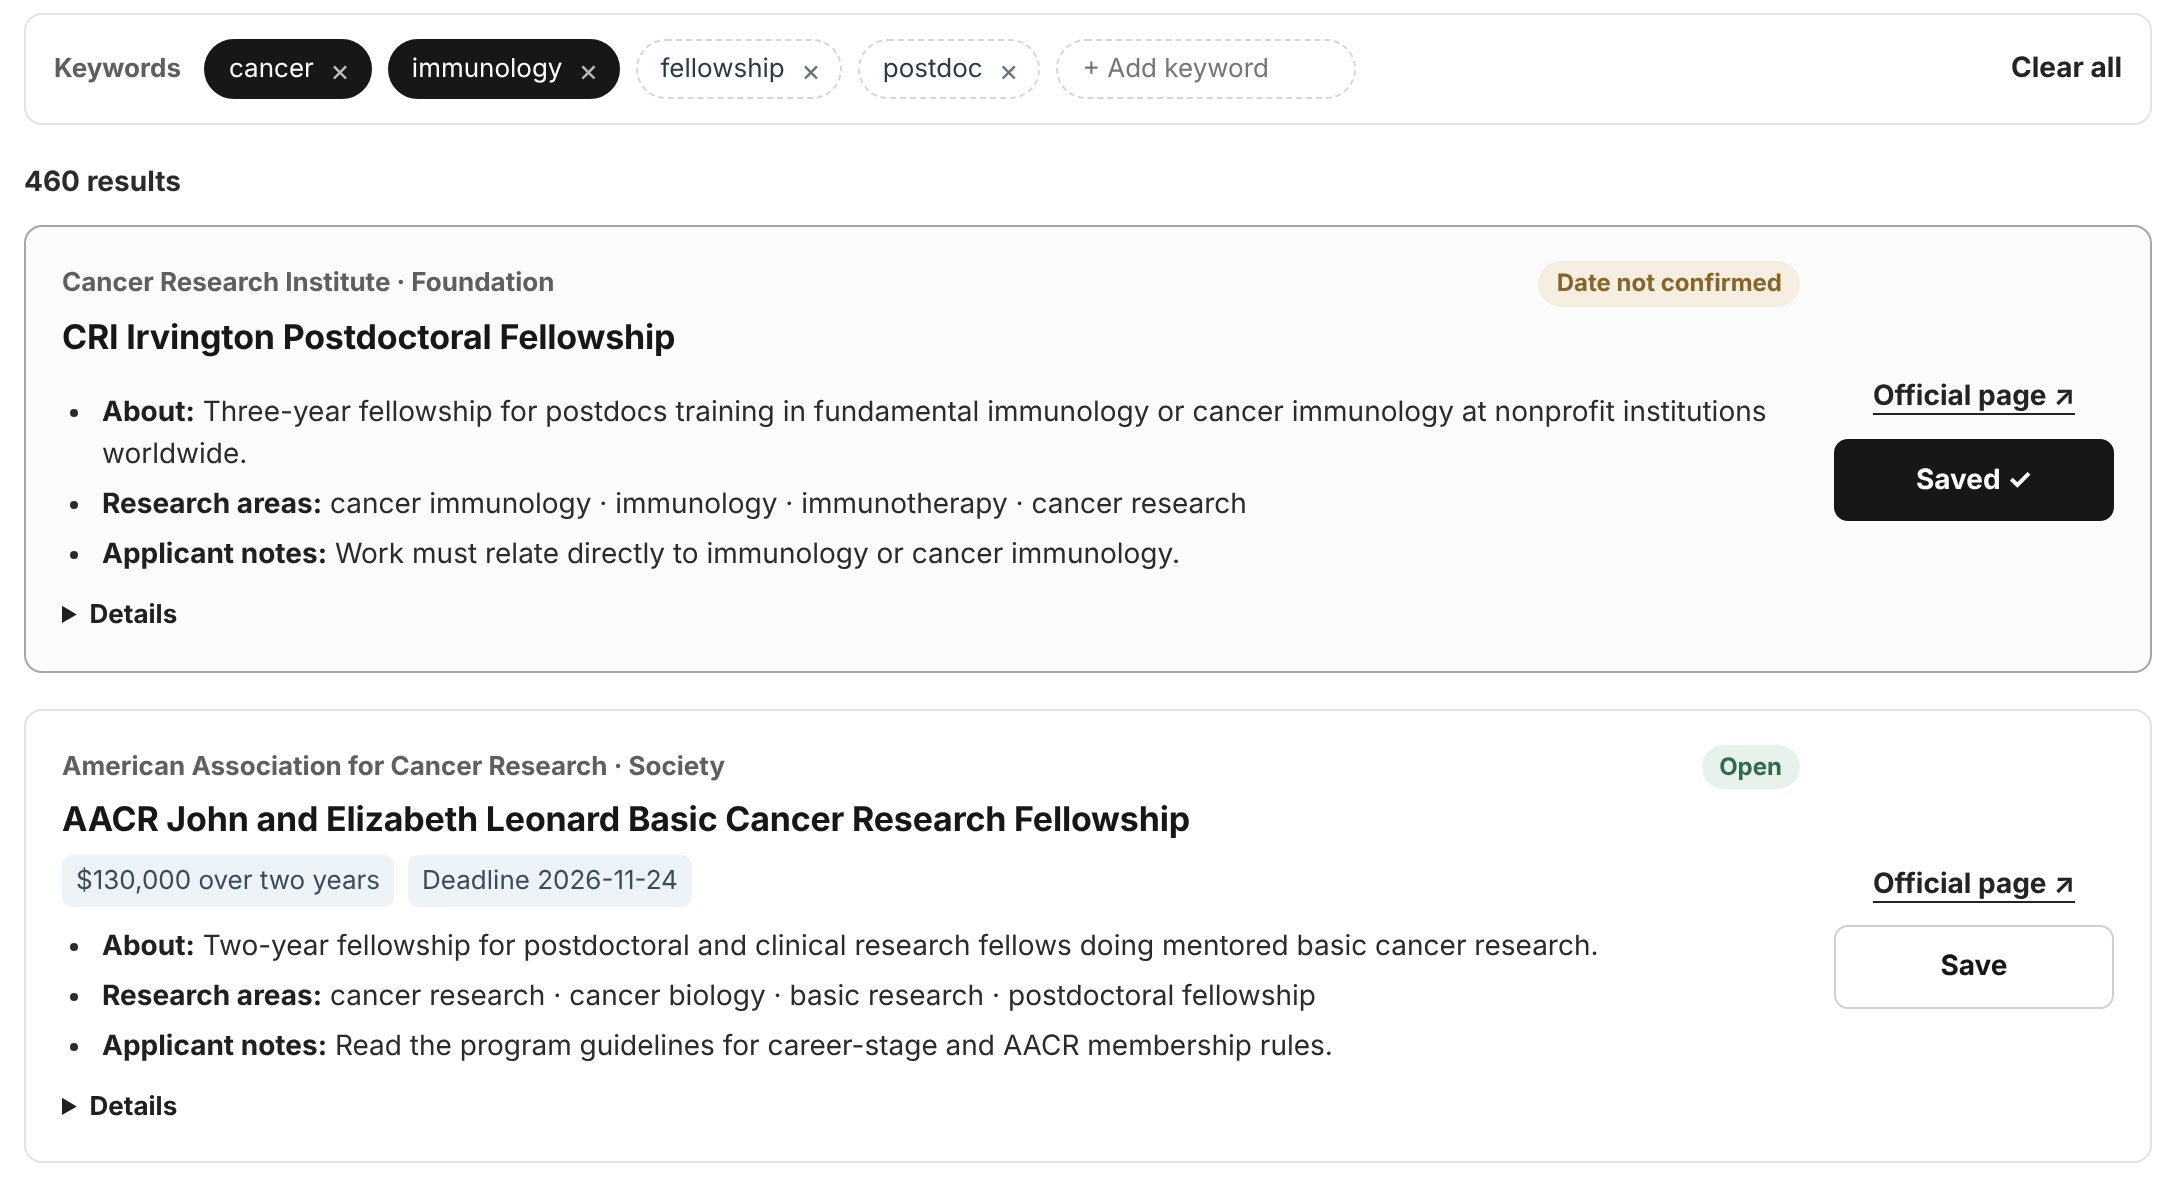 Keywords cancer × immunology × fellowship × postdoc × + Add keyword Clear all
460 results
Cancer Research Institute · Foundation Date not confirmed
CRI Irvington Postdoctoral Fellowship
• About: Three-year fellowship for postdocs training in fundamental immunology or cancer immunology at nonprofit institutions
worldwide.
• Research areas: cancer immunology · immunology · immunotherapy · cancer research
• Applicant notes: Work must relate directly to immunology or cancer immunology.
▶ Details
Official page ↗
Saved ✓
American Association for Cancer Research · Society Open
AACR John and Elizabeth Leonard Basic Cancer Research Fellowship
$130,000 over two years Deadline 2026-11-24
• About: Two-year fellowship for postdoctoral and clinical research fellows doing mentored basic cancer research.
• Research areas: cancer research · cancer biology · basic research · postdoctoral fellowship
• Applicant notes: Read the program guidelines for career-stage and AACR membership rules.
▶ Details
Official page ↗
Save